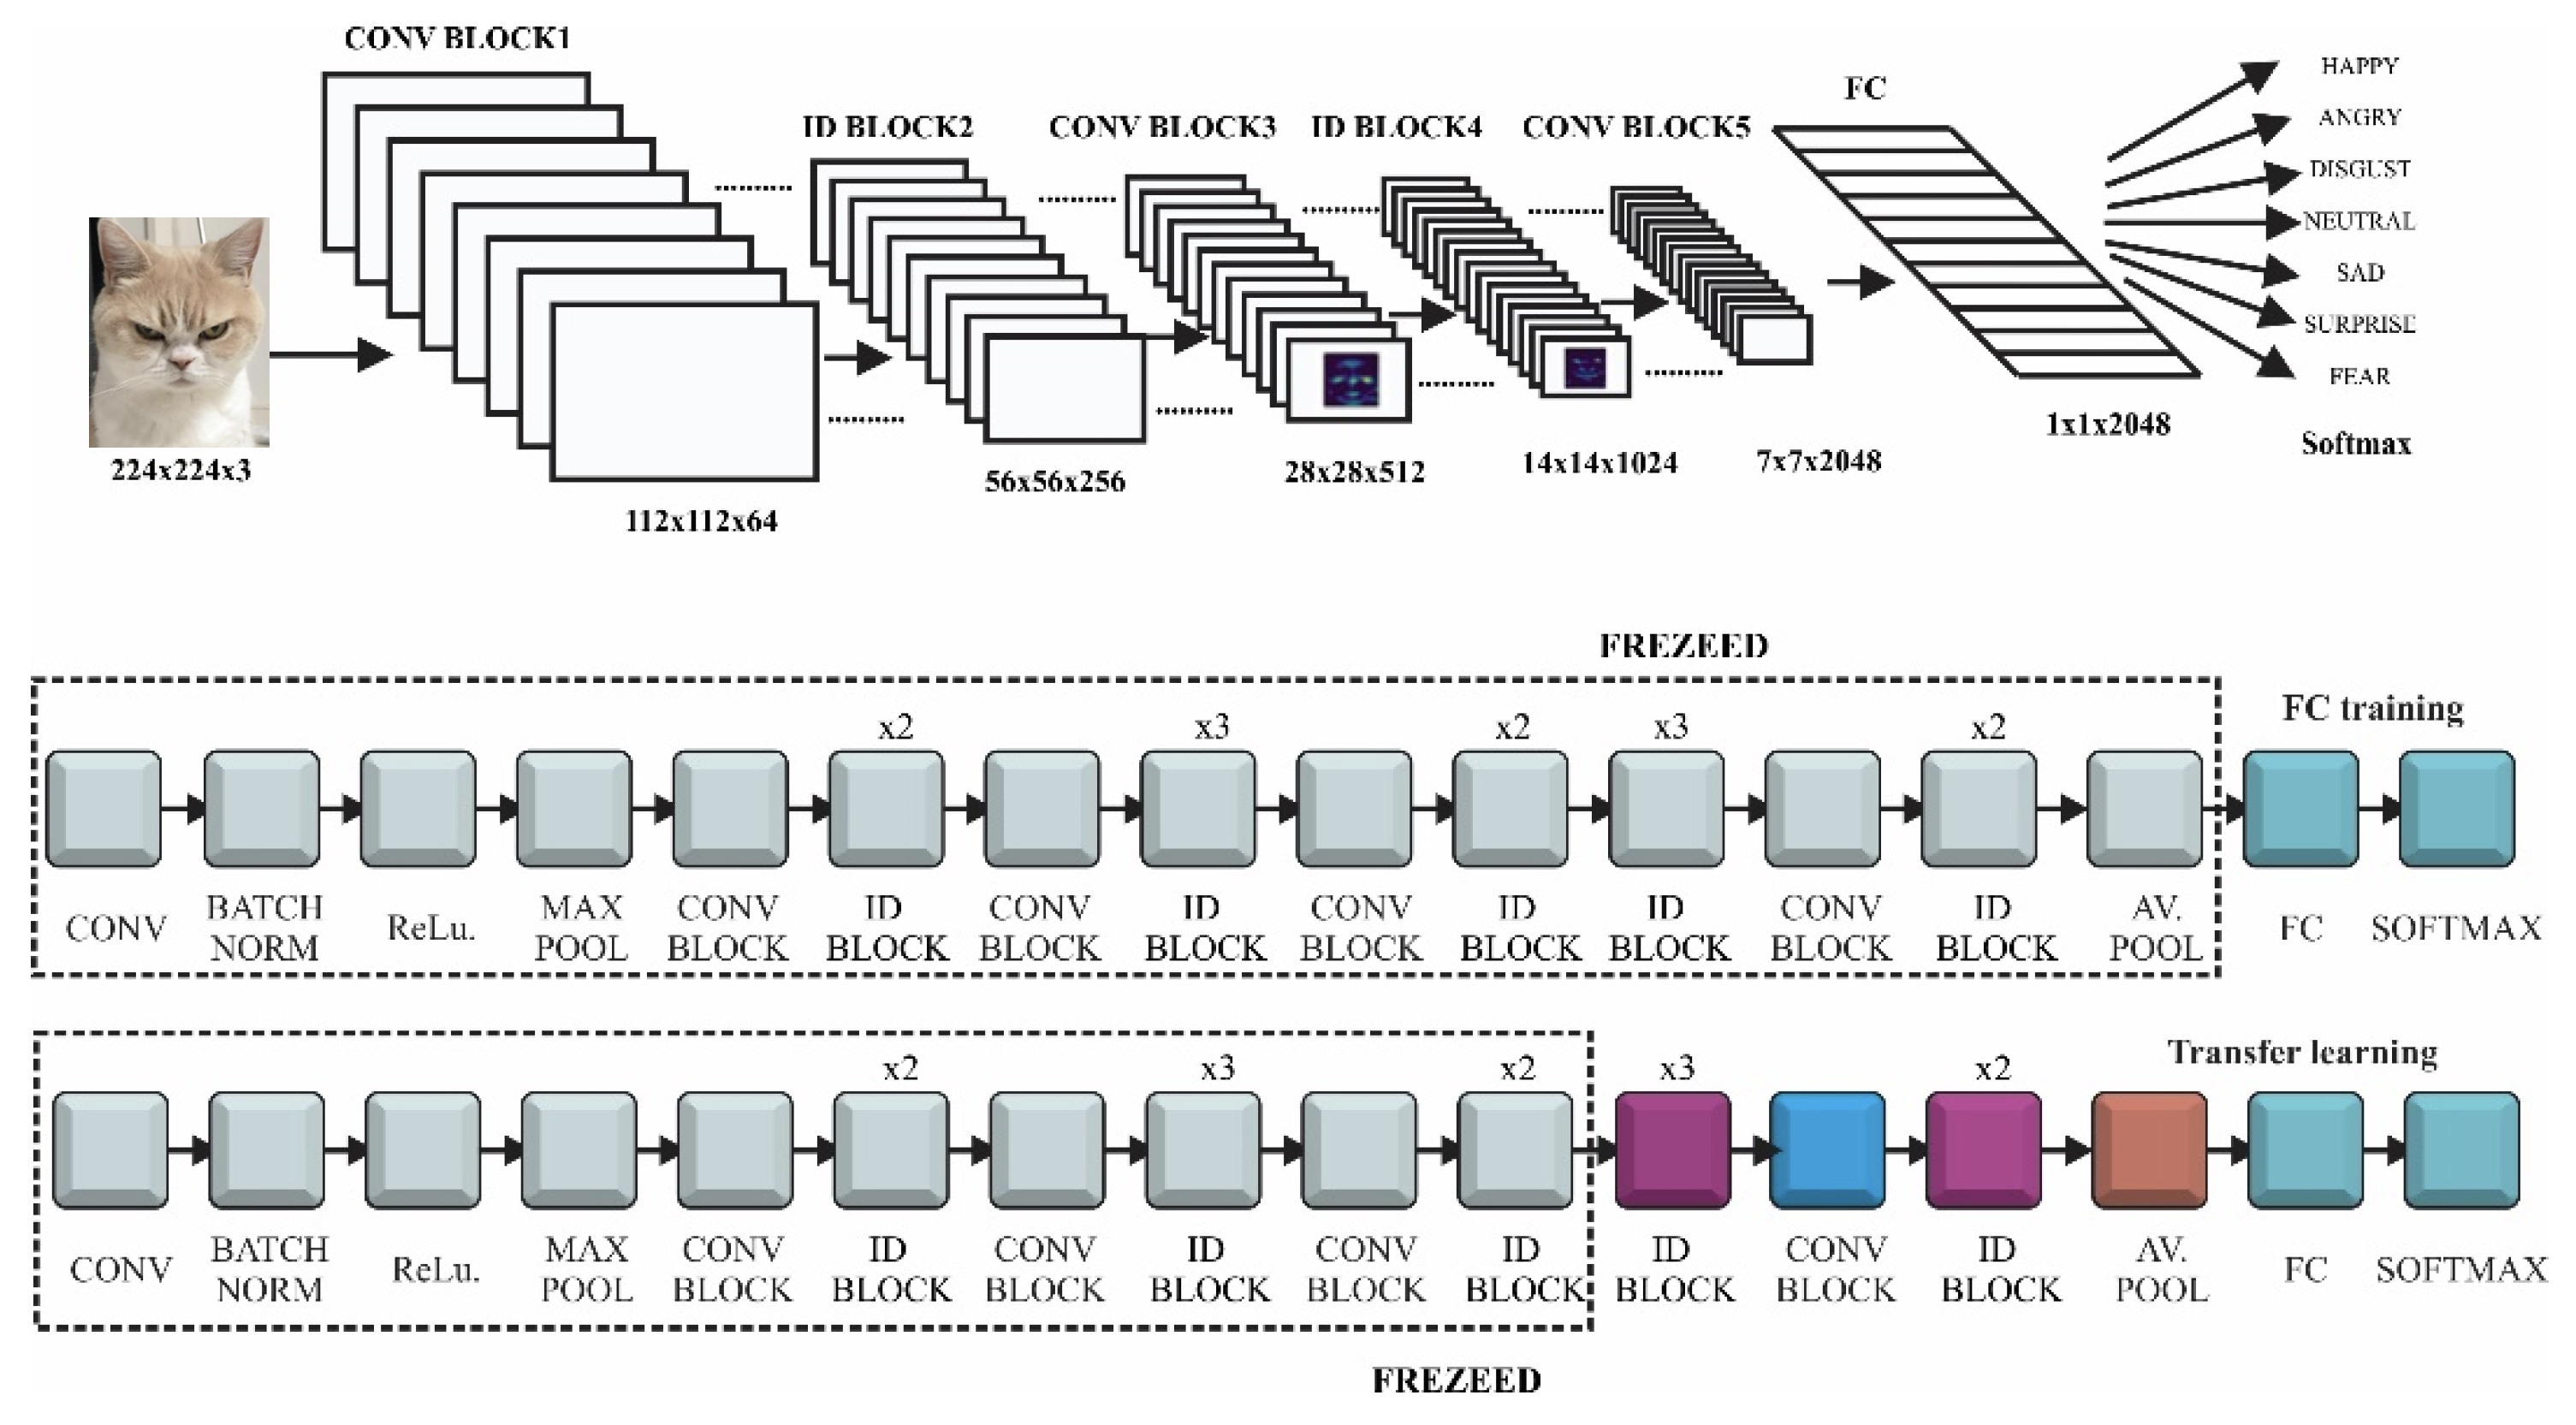 CONV BLOCK1
ID BLOCK2
CONV BLOCK3
ID BLOCK4
CONV BLOCK5
FC
HAPPY
ANGRY
DISGUST
NEUTRAL
SAD
SURPRISE
FEAR
Softmax
224x224x3
112x112x64
56x56x256
28x28x512
14x14x1024
7x7x2048
1x1x2048
FREZEED
FC training
x2 x3 x2 x3 x2
CONV
BATCH
NORM
ReLu.
MAX
POOL
CONV
BLOCK
ID
BLOCK
CONV
BLOCK
ID
BLOCK
CONV
BLOCK
ID
BLOCK
ID
BLOCK
CONV
BLOCK
ID
BLOCK
AV.
POOL
FC
SOFTMAX
Transfer learning
x2 x3 x2 x3 x2
CONV
BATCH
NORM
ReLu.
MAX
POOL
CONV
BLOCK
ID
BLOCK
CONV
BLOCK
ID
BLOCK
CONV
BLOCK
ID
BLOCK
ID
BLOCK
CONV
BLOCK
ID
BLOCK
AV.
POOL
FC
SOFTMAX
FREZEED